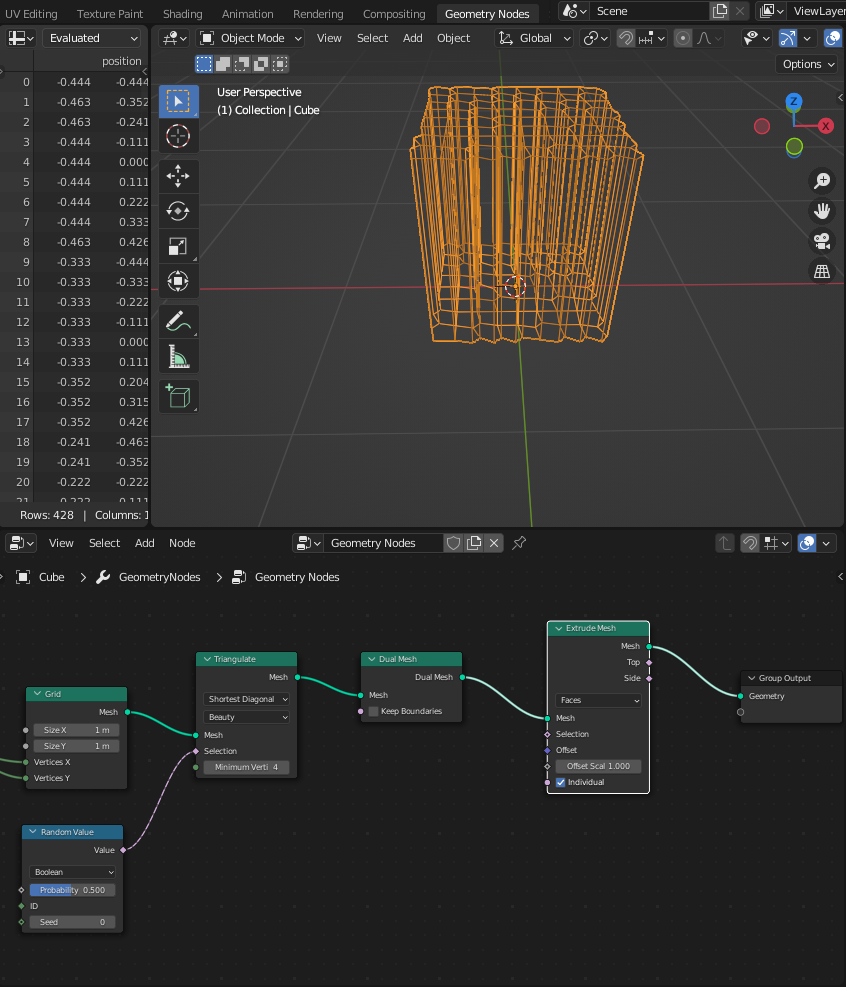 UV Editing Texture Paint Shading Animation Rendering Compositing Geometry Nodes Scene ViewLayer
Evaluated Object Mode View Select Add Object Global
position
Options
0 -0.444 -0.444
1 -0.463 -0.352
2 -0.463 -0.241
3 -0.444 -0.111
4 -0.444 0.000
5 -0.444 0.111
6 -0.444 0.222
7 -0.444 0.333
8 -0.463 0.426
9 -0.333 -0.444
10 -0.333 -0.333
11 -0.333 -0.222
12 -0.333 -0.111
13 -0.333 0.000
14 -0.333 0.111
15 -0.352 0.204
16 -0.352 0.315
17 -0.352 0.426
18 -0.241 -0.463
19 -0.241 -0.352
20 -0.222 -0.222
Rows: 428 | Columns: 1
User Perspective
(1) Collection | Cube
Z
X
View Select Add Node Geometry Nodes
Cube GeometryNodes Geometry Nodes
Grid
Mesh
Size X 1 m
Size Y 1 m
Vertices X
Vertices Y
Random Value
Value
Boolean
Probability 0.500
ID
Seed 0
Triangulate
Mesh
Shortest Diagonal
Beauty
Mesh
Selection
Minimum Verti 4
Dual Mesh
Dual Mesh
Mesh
Keep Boundaries
Extrude Mesh
Mesh
Top
Side
Faces
Mesh
Selection
Offset
Offset Scal 1.000
Individual
Group Output
Geometry